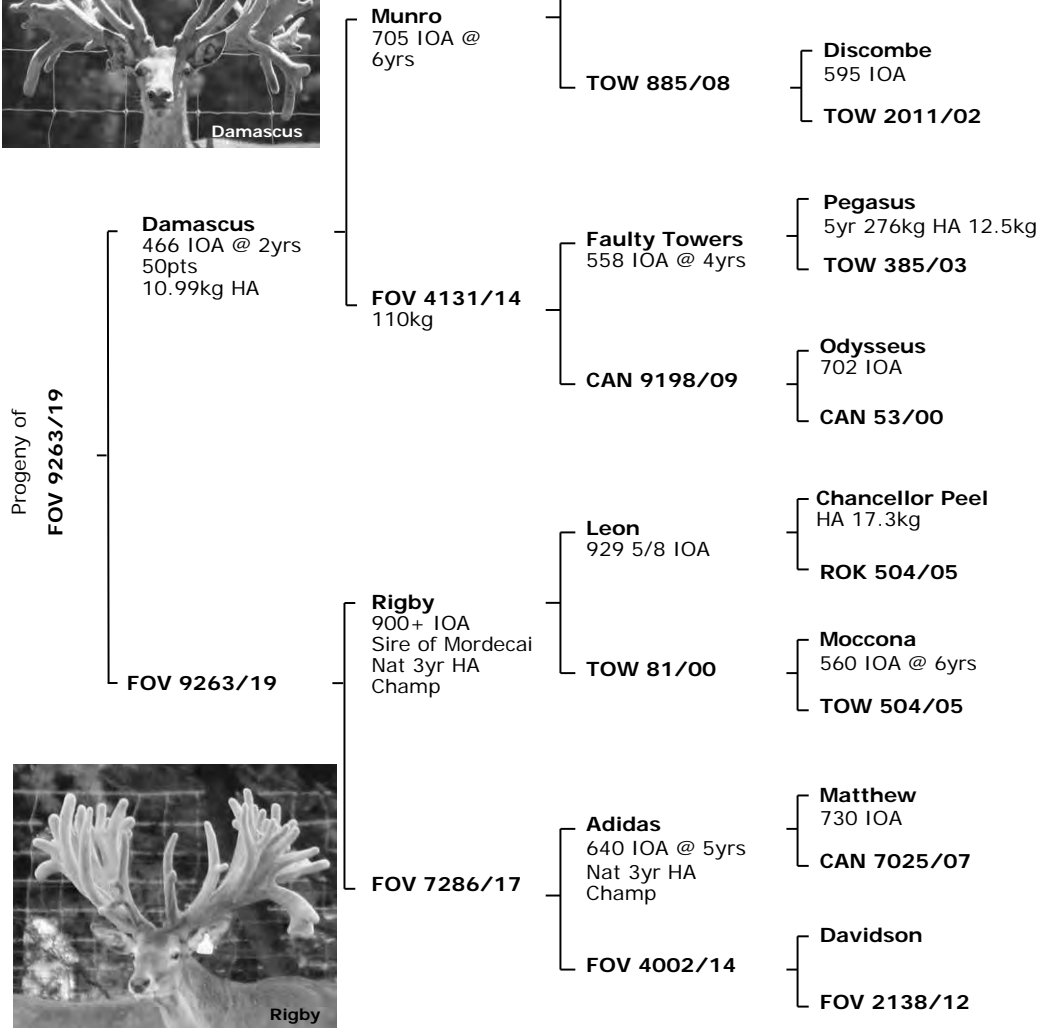 Damascus
Munro
705 IOA @
6yrs
TOW 885/08
Discombe
595 IOA
TOW 2011/02
Damascus
466 IOA @ 2yrs
50pts
10.99kg HA
FOV 4131/14
110kg
Faulty Towers
558 IOA @ 4yrs
Pegasus
5yr 276kg HA 12.5kg
TOW 385/03
CAN 9198/09
Odysseus
702 IOA
CAN 53/00
Progeny of
FOV 9263/19
FOV 9263/19
Rigby
900+ IOA
Sire of Mordecai
Nat 3yr HA
Champ
Leon
929 5/8 IOA
Chancellor Peel
HA 17.3kg
ROK 504/05
TOW 81/00
Moccona
560 IOA @ 6yrs
TOW 504/05
FOV 7286/17
Adidas
640 IOA @ 5yrs
Nat 3yr HA
Champ
Matthew
730 IOA
CAN 7025/07
FOV 4002/14
Davidson
FOV 2138/12
Rigby